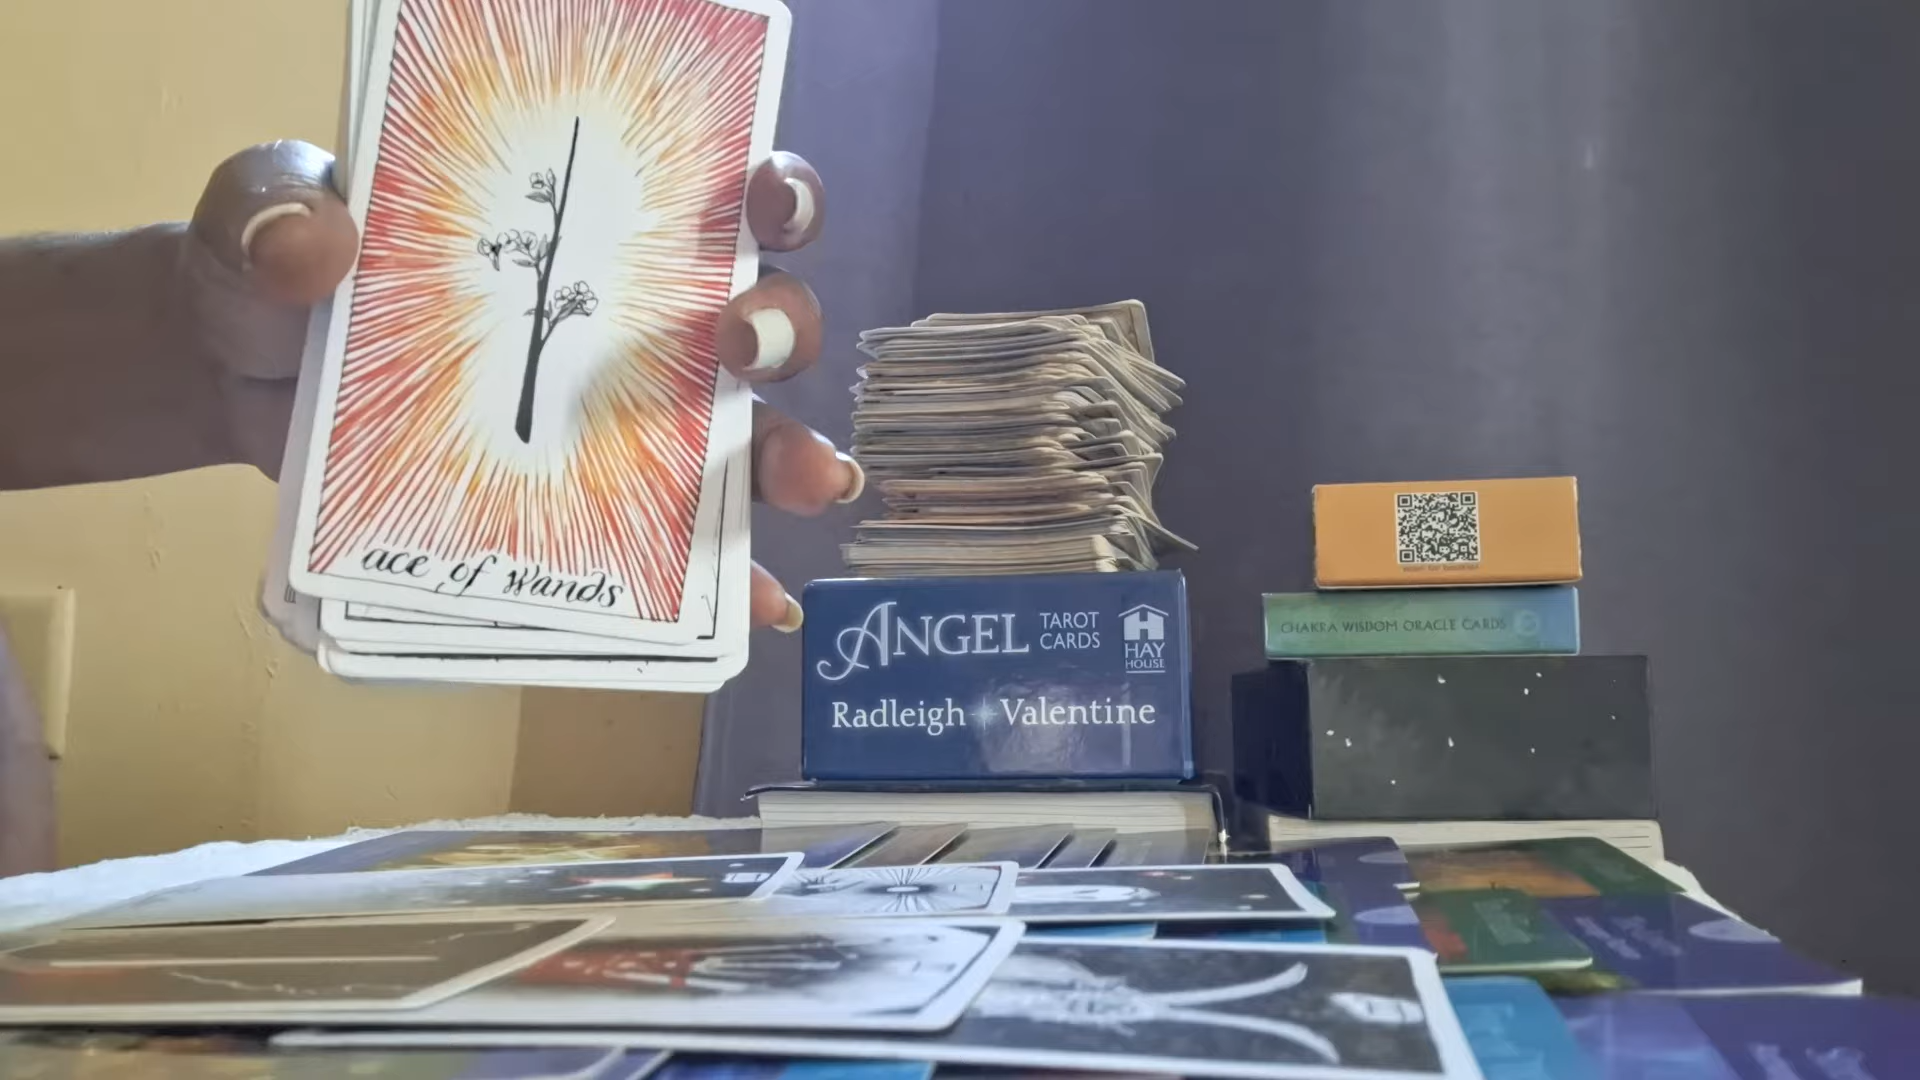 ace of Wands
ANGEL
TAROT
CARDS
HAY
HOUSE
Radleigh Valentine
CHAKRA WISDOM ORACLE CARDS